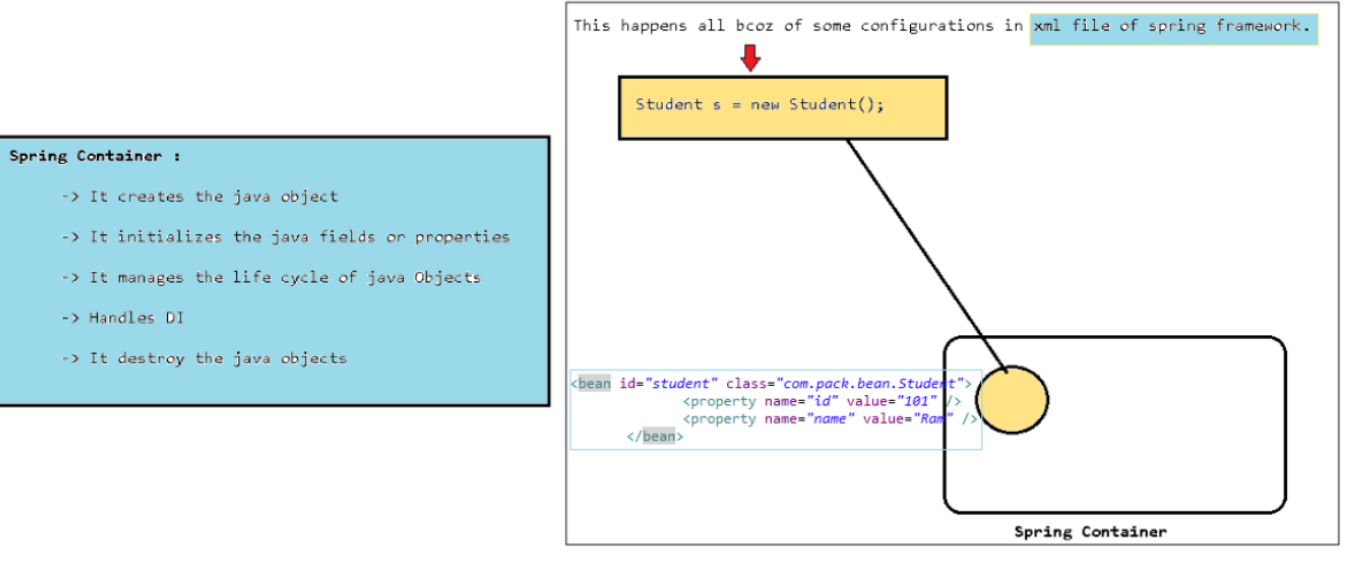 Spring Container :
-> It creates the java object
-> It initializes the java fields or properties
-> It manages the life cycle of java Objects
-> Handles DI
-> It destroy the java objects
This happens all bcoz of some configurations in xml file of spring framework.
Student s = new Student();
<bean id="student" class="com.pack.bean.Student">
<property name="id" value="101" />
<property name="name" value="Ram" />
</bean>
Spring Container